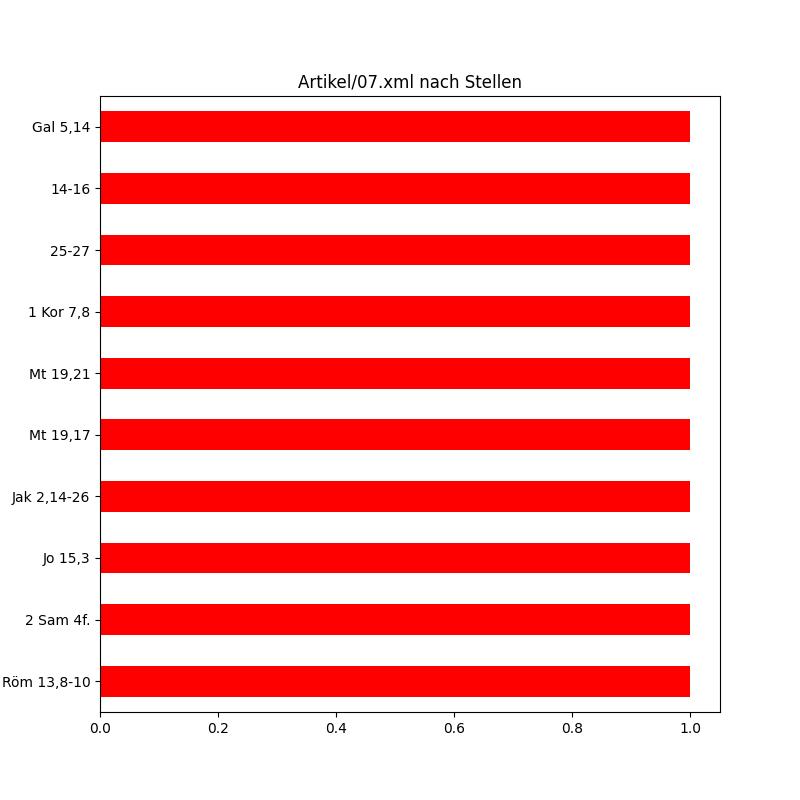 Artikel/07.xml nach Stellen
Gal 5,14
14-16
25-27
1 Kor 7,8
Mt 19,21
Mt 19,17
Jak 2,14-26
Jo 15,3
2 Sam 4f.
Röm 13,8-10
0.0 0.2 0.4 0.6 0.8 1.0